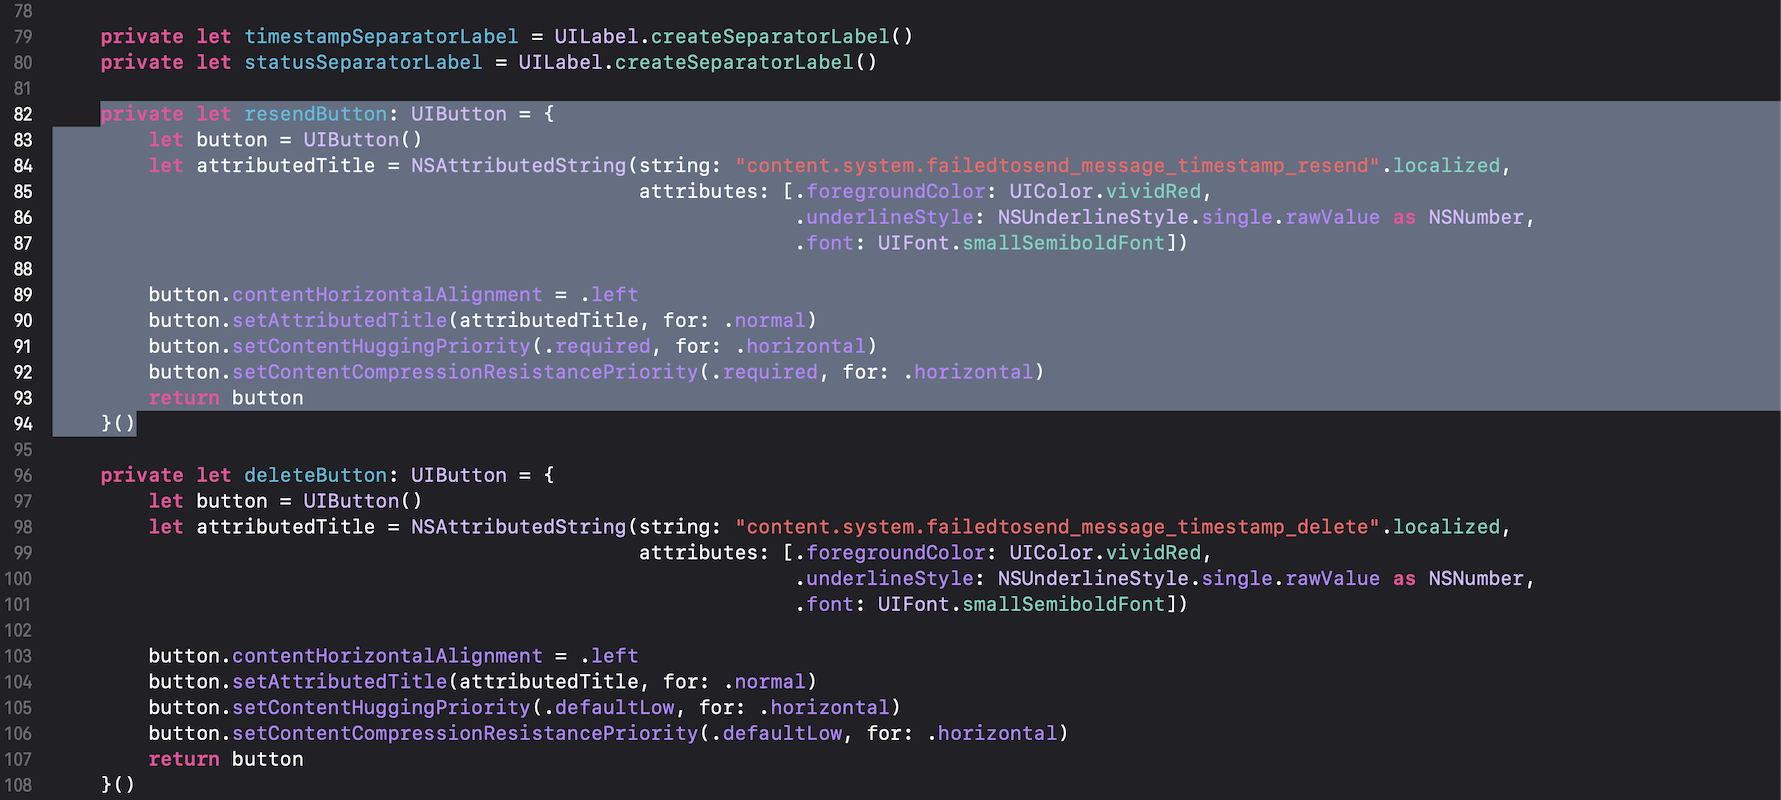 78
79 private let timestampSeparatorLabel = UILabel.createSeparatorLabel()
80 private let statusSeparatorLabel = UILabel.createSeparatorLabel()
81
82 private let resendButton: UIButton = {
83 let button = UIButton()
84 let attributedTitle = NSAttributedString(string: "content.system.failedtosend_message_timestamp_resend".localized,
85 attributes: [.foregroundColor: UIColor.vividRed,
86 .underlineStyle: NSUnderlineStyle.single.rawValue as NSNumber,
87 .font: UIFont.smallSemiboldFont])
88
89 button.contentHorizontalAlignment = .left
90 button.setAttributedTitle(attributedTitle, for: .normal)
91 button.setContentHuggingPriority(.required, for: .horizontal)
92 button.setContentCompressionResistancePriority(.required, for: .horizontal)
93 return button
94 }()
95
96 private let deleteButton: UIButton = {
97 let button = UIButton()
98 let attributedTitle = NSAttributedString(string: "content.system.failedtosend_message_timestamp_delete".localized,
99 attributes: [.foregroundColor: UIColor.vividRed,
100 .underlineStyle: NSUnderlineStyle.single.rawValue as NSNumber,
101 .font: UIFont.smallSemiboldFont])
102
103 button.contentHorizontalAlignment = .left
104 button.setAttributedTitle(attributedTitle, for: .normal)
105 button.setContentHuggingPriority(.defaultLow, for: .horizontal)
106 button.setContentCompressionResistancePriority(.defaultLow, for: .horizontal)
107 return button
108 }()